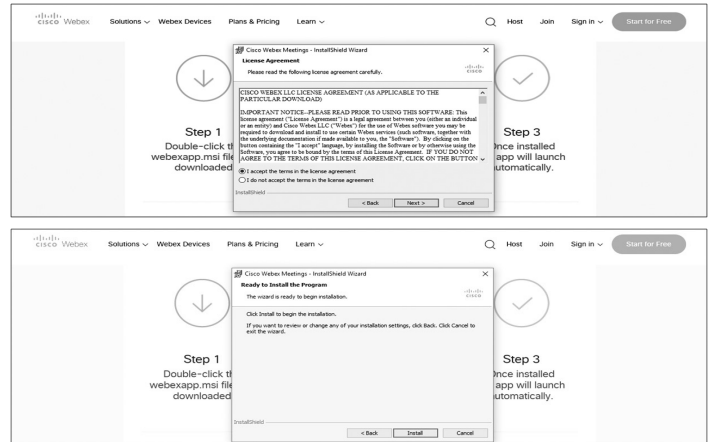 cisco Webex Solutions Webex Devices Plans & Pricing Learn Host Join Sign in Start for Free
Cisco Webex Meetings - InstallShield Wizard
License Agreement
Please read the following license agreement carefully.
cisco
CISCO WEBEX LLC LICENSE AGREEMENT (AS APPLICABLE TO THE
PARTICULAR DOWNLOAD)
IMPORTANT NOTICE--PLEASE READ PRIOR TO USING THIS SOFTWARE: This
license agreement ("License Agreement") is a legal agreement between you (either an individual
or an entity) and Cisco Webex LLC ("Webex") for the use of Webex software you may be
required to download and install to use certain Webex services (such software, together with
the underlying documentation if made available to you, the "Software"). By clicking on the
button containing the "I accept" language, by installing the Software or by otherwise using the
Software, you agree to be bound by the terms of this License Agreement. IF YOU DO NOT
AGREE TO THE TERMS OF THIS LICENSE AGREEMENT, CLICK ON THE BUTTON
I accept the terms in the license agreement
I do not accept the terms in the license agreement
InstallShield
< Back Next > Cancel
Step 1
Double-click th
webexapp.msi file
downloaded
Step 3
Once installed
app will launch
automatically.
cisco Webex Solutions Webex Devices Plans & Pricing Learn Host Join Sign in Start for Free
Cisco Webex Meetings - InstallShield Wizard
Ready to Install the Program
The wizard is ready to begin installation.
cisco
Click Install to begin the installation.
If you want to review or change any of your installation settings, click Back. Click Cancel to
exit the wizard.
InstallShield
< Back Install Cancel
Step 1
Double-click th
webexapp.msi file
downloaded
Step 3
Once installed
app will launch
automatically.